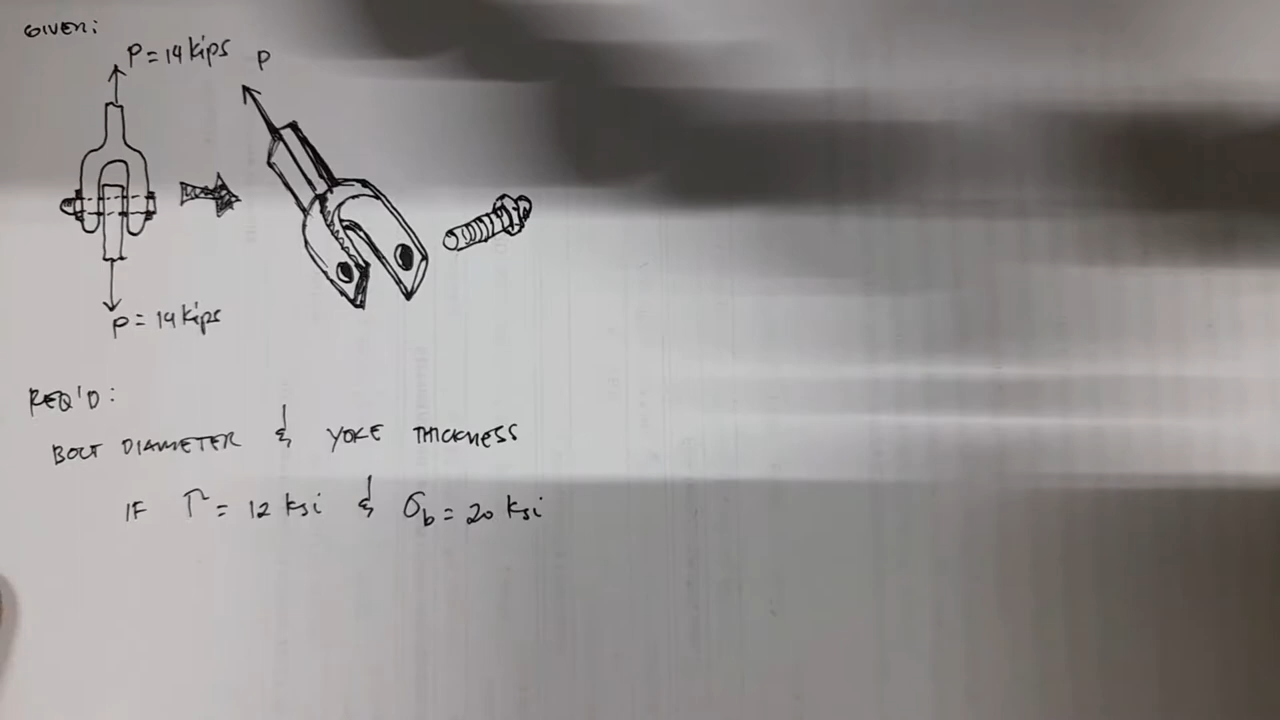 GIVEN:
P = 14 kips
P
P = 14 kips
REQ'D:
BOLT DIAMETER & YOKE THICKNESS
IF τ = 12 ksi & σb = 20 ksi